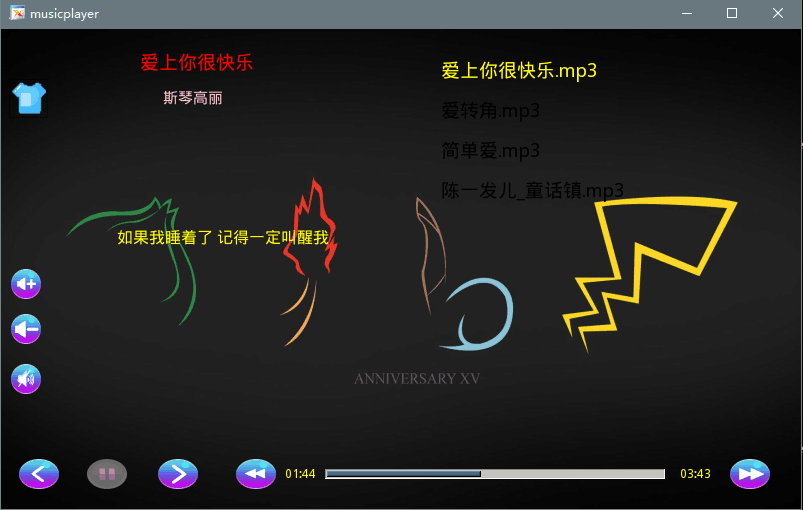 musicplayer
爱上你很快乐
斯琴高丽
爱上你很快乐.mp3
爱转角.mp3
简单爱.mp3
陈一发儿_童话镇.mp3
如果我睡着了 记得一定叫醒我
ANNIVERSARY XV
01:44
03:43